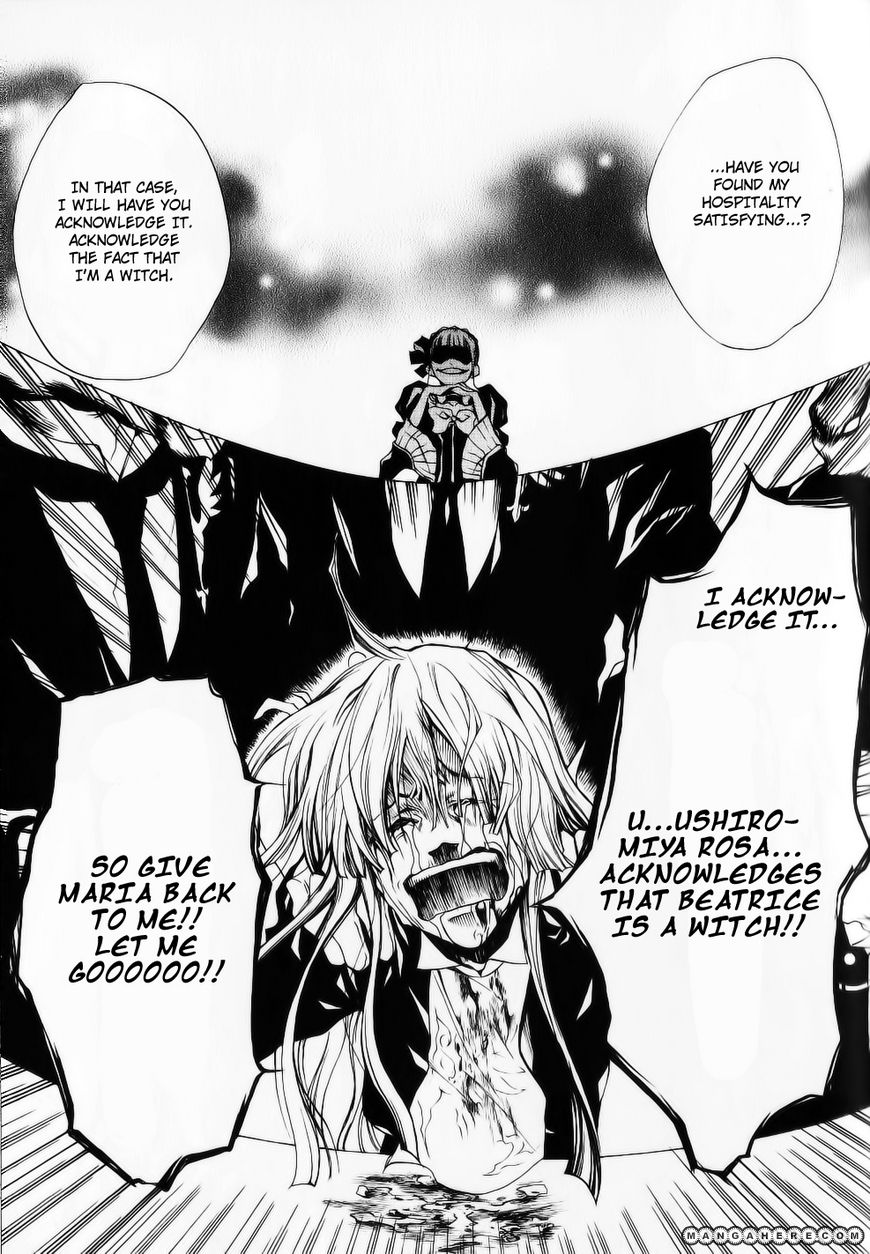 ...HAVE YOU
FOUND MY
HOSPITALITY
SATISFYING...?
IN THAT CASE,
I WILL HAVE YOU
ACKNOWLEDGE IT.
ACKNOWLEDGE
THE FACT THAT
I'M A WITCH.
I ACKNOW-
LEDGE IT...
U...USHIRO-
MIYA ROSA...
ACKNOWLEDGES
THAT BEATRICE
IS A WITCH!!
SO GIVE
MARIA BACK
TO ME!!
LET ME
GOOOOOO!!
MANGAHERE.COM